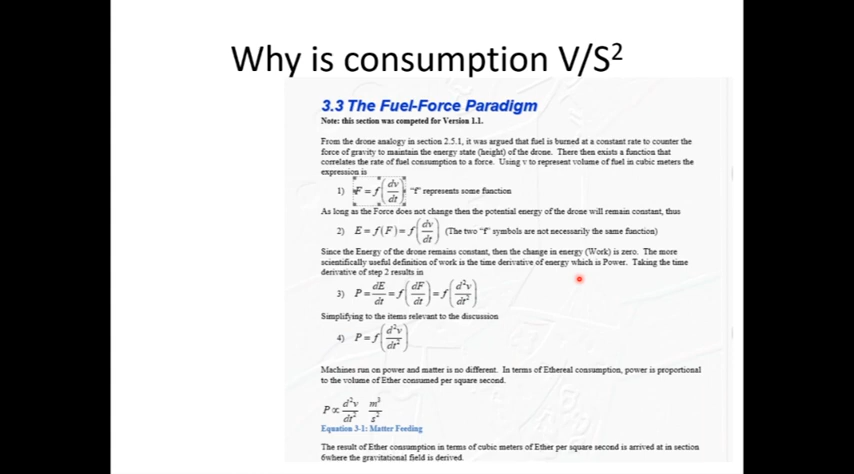 Why is consumption V/S²
3.3 The Fuel-Force Paradigm
Note: this section was competed for Version 1.1.
From the drone analogy in section 2.5.1, it was argued that fuel is burned at a constant rate to counter the
force of gravity to maintain the energy state (height) of the drone. There then exists a function that
correlates the rate of fuel consumption to a force. Using v to represent volume of fuel in cubic meters the
expression is
1) F = f(dv/dt) "f" represents some function
As long as the Force does not change then the potential energy of the drone will remain constant, thus
2) E = f(F) = f(dv/dt) (The two "f" symbols are not necessarily the same function)
Since the Energy of the drone remains constant, then the change in energy (Work) is zero. The more
scientifically useful definition of work is the time derivative of energy which is Power. Taking the time
derivative of step 2 results in
3) P = dE/dt = f(dF/dt) = f(d²v/dt²)
Simplifying to the items relevant to the discussion
4) P = f(d²v/dt²)
Machines run on power and matter is no different. In terms of Ethereal consumption, power is proportional
to the volume of Ether consumed per square second.
P ∝ d²v/dt² m³/s²
Equation 3-1: Matter Feeding
The result of Ether consumption in terms of cubic meters of Ether per square second is arrived at in section
6where the gravitational field is derived.